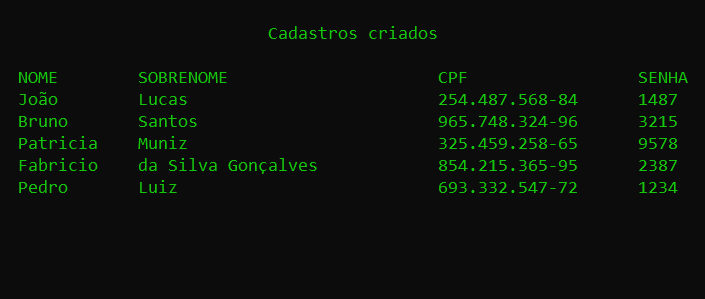 Cadastros criados
NOME SOBRENOME CPF SENHA
João Lucas 254.487.568-84 1487
Bruno Santos 965.748.324-96 3215
Patricia Muniz 325.459.258-65 9578
Fabricio da Silva Gonçalves 854.215.365-95 2387
Pedro Luiz 693.332.547-72 1234